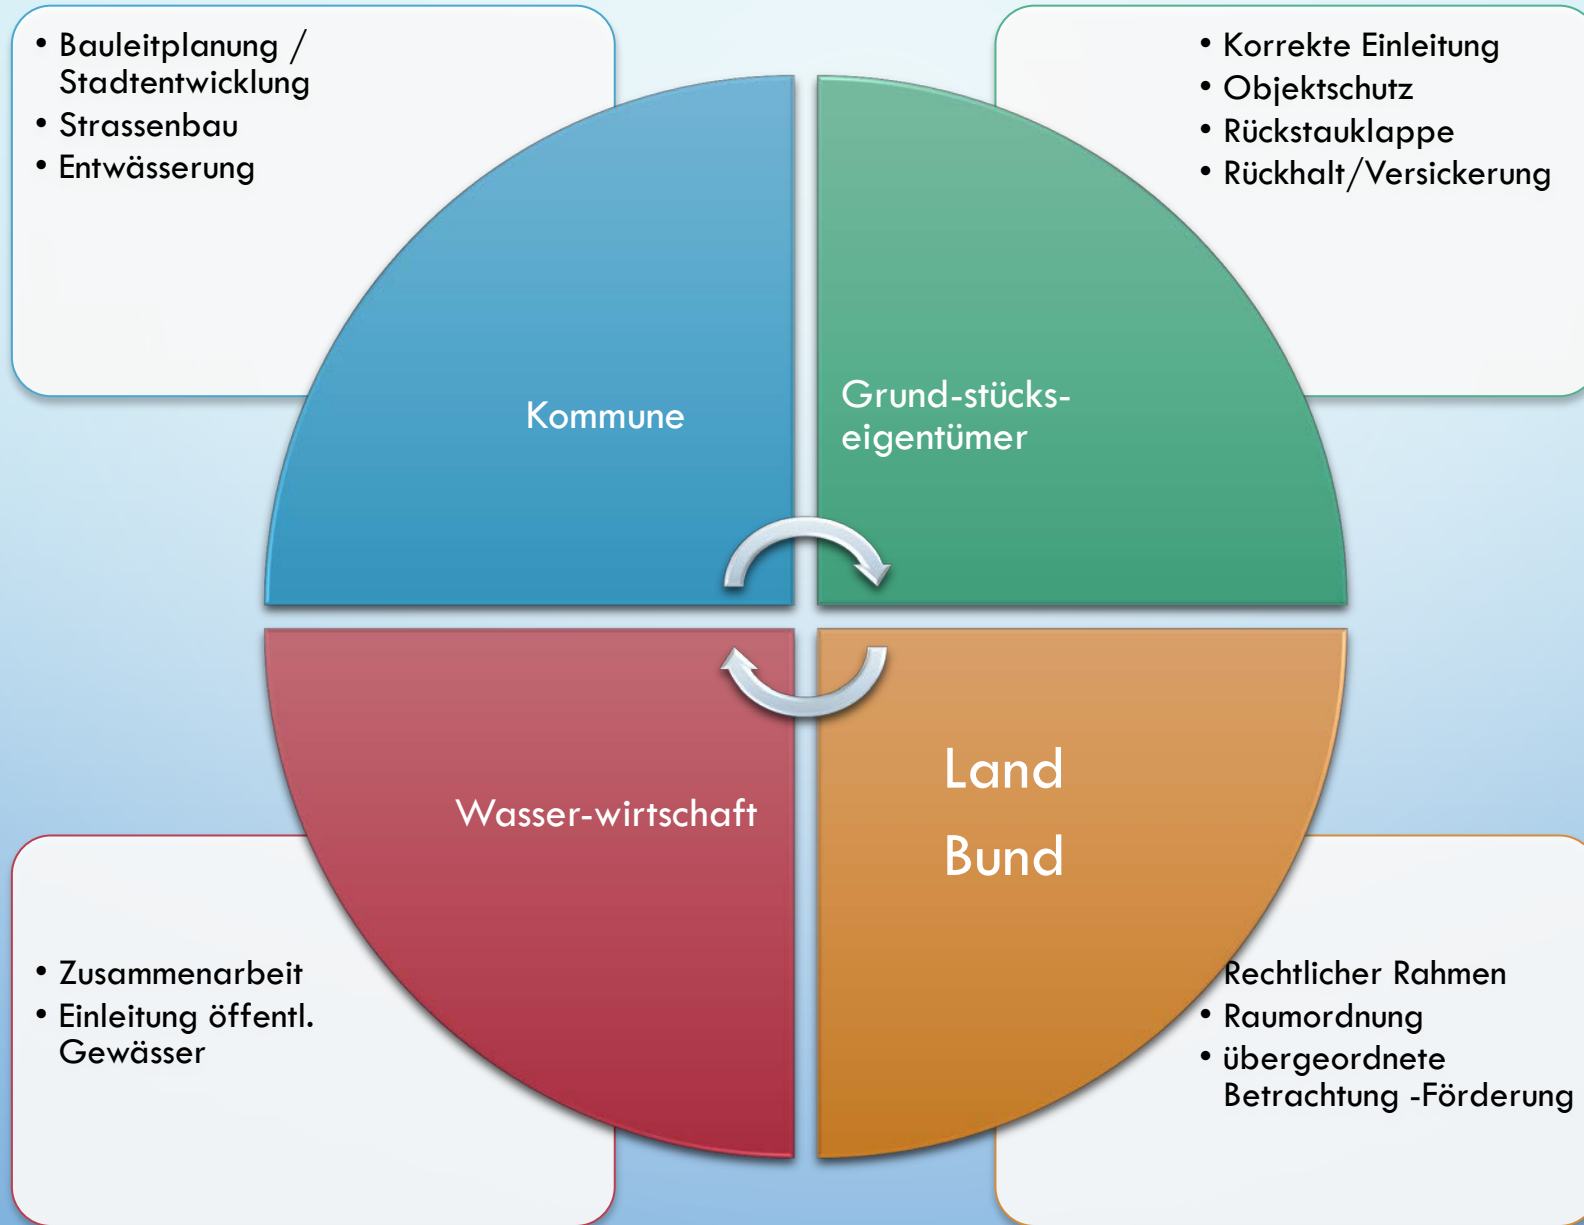 • Bauleitplanung /
Stadtentwicklung
• Strassenbau
• Entwässerung
• Korrekte Einleitung
• Objektschutz
• Rückstauklappe
• Rückhalt/Versickerung
Kommune
Grund-stücks-
eigentümer
Wasser-wirtschaft
Land
Bund
• Zusammenarbeit
• Einleitung öffentl.
Gewässer
Rechtlicher Rahmen
• Raumordnung
• übergeordnete
Betrachtung -Förderung